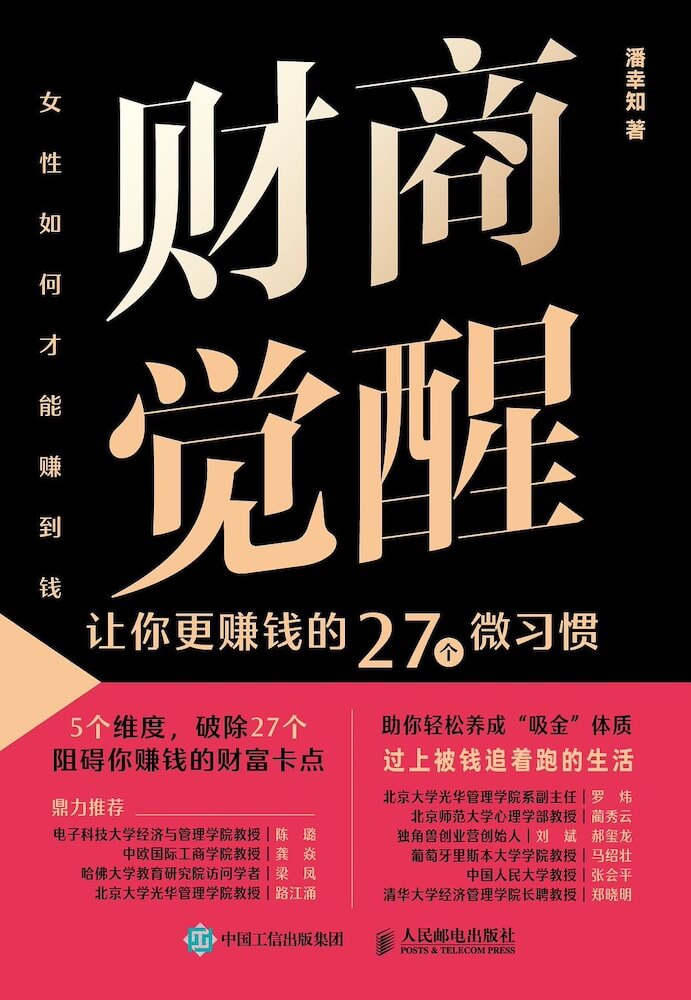 潘幸知 著
女性如何才能赚到钱
财商
觉醒
让你更赚钱的27个微习惯
5个维度，破除27个
阻碍你赚钱的财富卡点
鼎力推荐
电子科技大学经济与管理学院教授｜陈 璐
中欧国际工商学院教授｜龚 焱
哈佛大学教育研究院访问学者｜梁 凤
北京大学光华管理学院教授｜路江涌
助你轻松养成“吸金”体质
过上被钱追着跑的生活
北京大学光华管理学院系副主任｜罗 炜
北京师范大学心理学部教授｜蔺秀云
独角兽创业营创始人｜刘 斌 郝玺龙
葡萄牙里斯本大学学院教授｜马绍壮
中国人民大学教授｜张会平
清华大学经济管理学院长聘教授｜郑晓明
中国工信出版集团
人民邮电出版社
POSTS & TELECOM PRESS